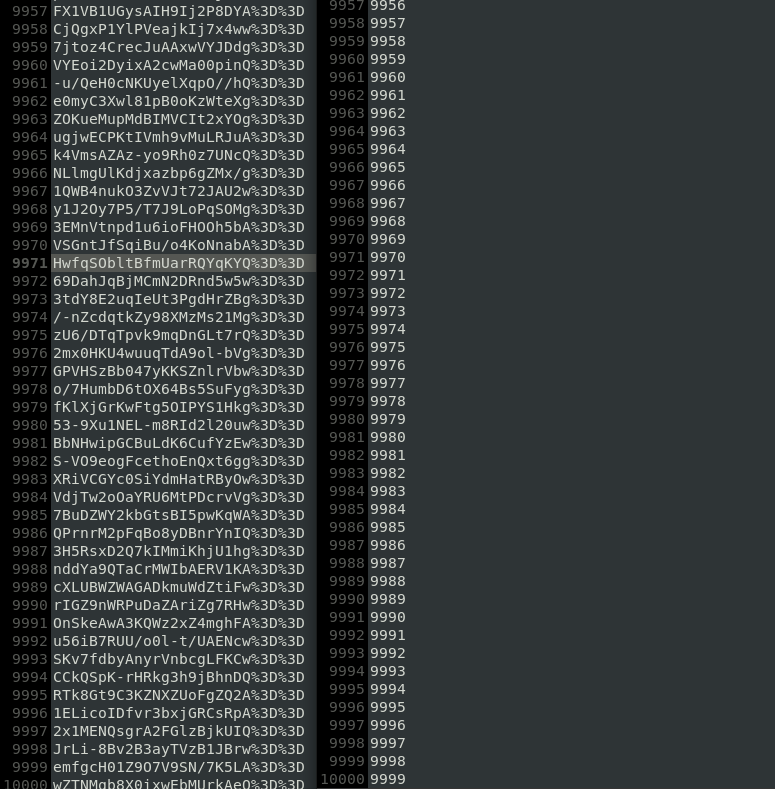 9957 FX1VB1UGysAIH9Ij2P8DYA%3D%3D
9958 CjQgxP1YlPVeajkIj7x4ww%3D%3D
9959 7jtoz4CrecJuAAxwVYJDdg%3D%3D
9960 VYEoi2DyixA2cwMa00pinQ%3D%3D
9961 -u/QeH0cNKUyelXqpO//hQ%3D%3D
9962 e0myC3Xwl81pB0oKzWteXg%3D%3D
9963 ZOKueMupMdBIMVCIt2xYOg%3D%3D
9964 ugjwECPKtIVmh9vMuLRJuA%3D%3D
9965 k4VmsAZAz-yo9Rh0z7UNcQ%3D%3D
9966 NLlmgUlKdjxazbp6gZMx/g%3D%3D
9967 1QWB4nukO3ZvVJt72JAU2w%3D%3D
9968 y1J2Oy7P5/T7J9LoPqSOMg%3D%3D
9969 3EMnVtnpd1u6ioFHOOh5bA%3D%3D
9970 VSGntJfSqiBu/o4KoNnabA%3D%3D
9971 HwfqSObltBfmUarRQYqKYQ%3D%3D
9972 69DahJqBjMCmN2DRnd5w5w%3D%3D
9973 3tdY8E2uqIeUt3PgdHrZBg%3D%3D
9974 /-nZcdqtkZy98XMzMs21Mg%3D%3D
9975 zU6/DTqTpvk9mqDnGLt7rQ%3D%3D
9976 2mx0HKU4wuuqTdA9ol-bVg%3D%3D
9977 GPVHSzBb047yKKSZnlrVbw%3D%3D
9978 o/7HumbD6tOX64Bs5SuFyg%3D%3D
9979 fKlXjGrKwFtg5OIPYS1Hkg%3D%3D
9980 53-9Xu1NEL-m8RId2l20uw%3D%3D
9981 BbNHwipGCBuLdK6CufYzEw%3D%3D
9982 S-VO9eogFcethoEnQxt6gg%3D%3D
9983 XRiVCGYc0SiYdmHatRByOw%3D%3D
9984 VdjTw2oOaYRU6MtPDcrvVg%3D%3D
9985 7BuDZWY2kbGtsBI5pwKqWA%3D%3D
9986 QPrnrM2pFqBo8yDBnrYnIQ%3D%3D
9987 3H5RsxD2Q7kIMmiKhjU1hg%3D%3D
9988 nddYa9QTaCrMWIbAERV1KA%3D%3D
9989 cXLUBWZWAGADkmuWdZtiFw%3D%3D
9990 rIGZ9nWRPuDaZAriZg7RHw%3D%3D
9991 OnSkeAwA3KQWz2xZ4mghFA%3D%3D
9992 u56iB7RUU/o0l-t/UAENcw%3D%3D
9993 SKv7fdbyAnyrVnbcgLFKCw%3D%3D
9994 CCkQSpK-rHRkg3h9jBhnDQ%3D%3D
9995 RTk8Gt9C3KZNXZUoFgZQ2A%3D%3D
9996 1ELicoIDfvr3bxjGRCsRpA%3D%3D
9997 2x1MENQsgrA2FGlzBjkUIQ%3D%3D
9998 JrLi-8Bv2B3ayTVzB1JBrw%3D%3D
9999 emfgcH01Z9O7V9SN/7K5LA%3D%3D
10000 wZTNMgb8X0ixwEbMUrkAeQ%3D%3D
9957 9956
9958 9957
9959 9958
9960 9959
9961 9960
9962 9961
9963 9962
9964 9963
9965 9964
9966 9965
9967 9966
9968 9967
9969 9968
9970 9969
9971 9970
9972 9971
9973 9972
9974 9973
9975 9974
9976 9975
9977 9976
9978 9977
9979 9978
9980 9979
9981 9980
9982 9981
9983 9982
9984 9983
9985 9984
9986 9985
9987 9986
9988 9987
9989 9988
9990 9989
9991 9990
9992 9991
9993 9992
9994 9993
9995 9994
9996 9995
9997 9996
9998 9997
9999 9998
10000 9999